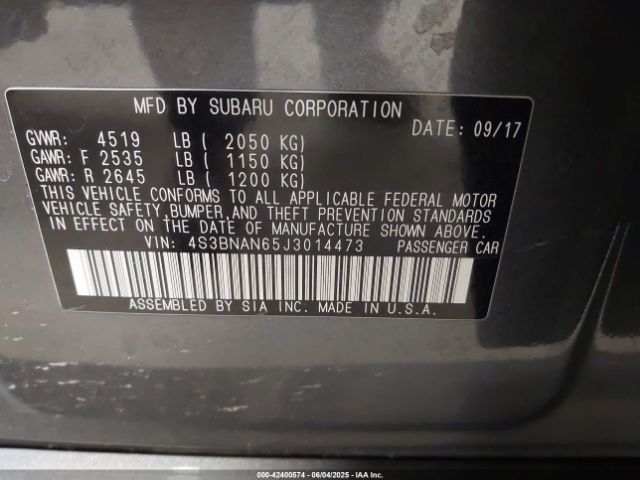 MFD BY SUBARU CORPORATION
DATE: 09/17
GVWR: 4519 LB ( 2050 KG)
GAWR: F 2535 LB ( 1150 KG)
GAWR: R 2645 LB ( 1200 KG)
THIS VEHICLE CONFORMS TO ALL APPLICABLE FEDERAL MOTOR
VEHICLE SAFETY, BUMPER, AND THEFT PREVENTION STANDARDS
IN EFFECT ON THE DATE OF MANUFACTURE SHOWN ABOVE.
VIN: 4S3BNAN65J3014473 PASSENGER CAR
ASSEMBLED BY SIA INC. MADE IN U.S.A.
000-42400574 - 06/04/2025 - IAA Inc.